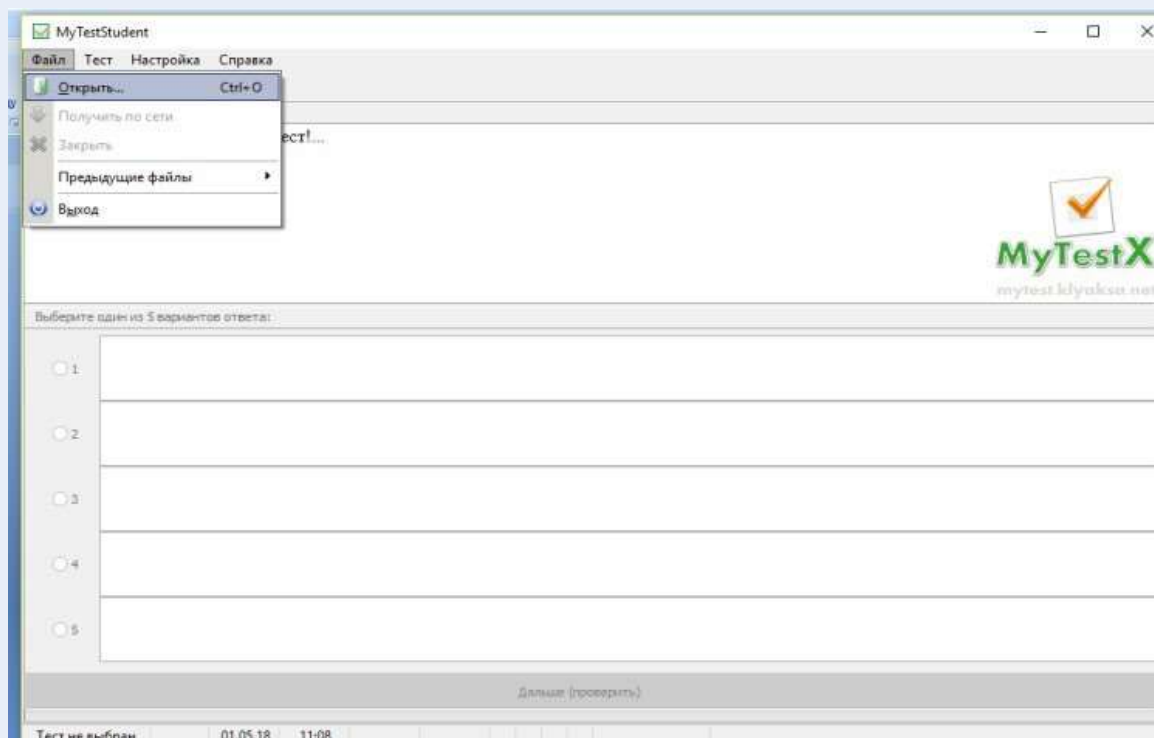 MyTestStudent
Файл Тест Настройка Справка
Открыть... Ctrl+O
Получить по сети
ест!...
Закрыть
Предыдущие файлы
Выход
MyTestX
mytest.klyaksa.net
Выберите один из 5 вариантов ответа:
1
2
3
4
5
Дальше (проверить)
Тест не выбран 01.05.18 11:08